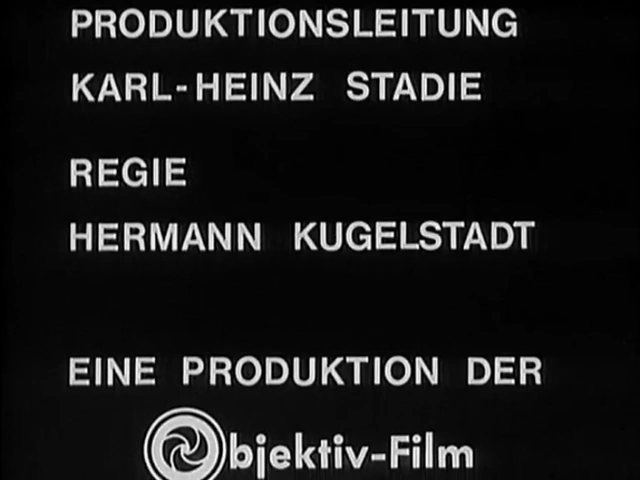 PRODUKTIONSLEITUNG
KARL-HEINZ STADIE
REGIE
HERMANN KUGELSTADT
EINE PRODUKTION DER
Objektiv-Film